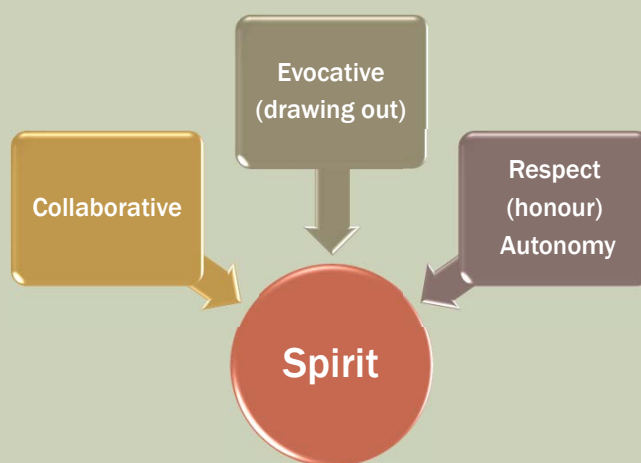 Evocative
(drawing out)
Collaborative
Respect
(honour)
Autonomy
Spirit